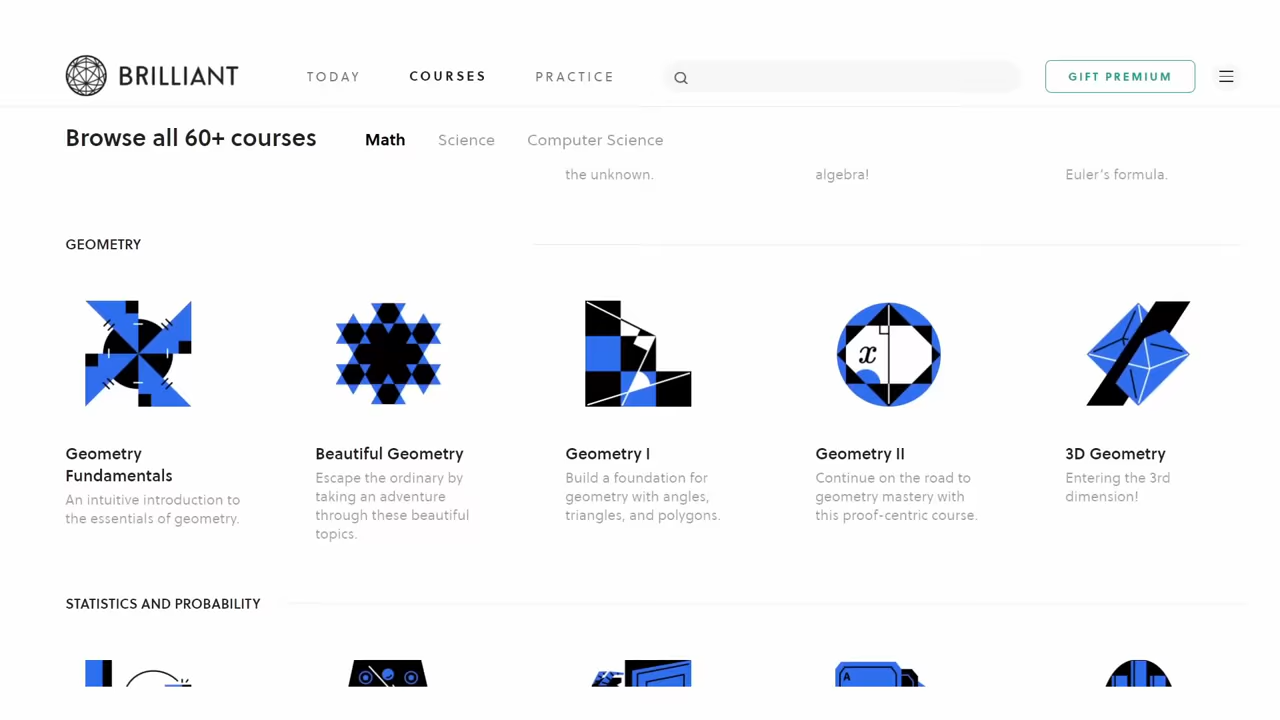 BRILLIANT
TODAY
COURSES
PRACTICE
GIFT PREMIUM
Browse all 60+ courses
Math
Science
Computer Science
the unknown.
algebra!
Euler's formula.
GEOMETRY
x
Geometry
Fundamentals
An intuitive introduction to
the essentials of geometry.
Beautiful Geometry
Escape the ordinary by
taking an adventure
through these beautiful
topics.
Geometry I
Build a foundation for
geometry with angles,
triangles, and polygons.
Geometry II
Continue on the road to
geometry mastery with
this proof-centric course.
3D Geometry
Entering the 3rd
dimension!
STATISTICS AND PROBABILITY
A